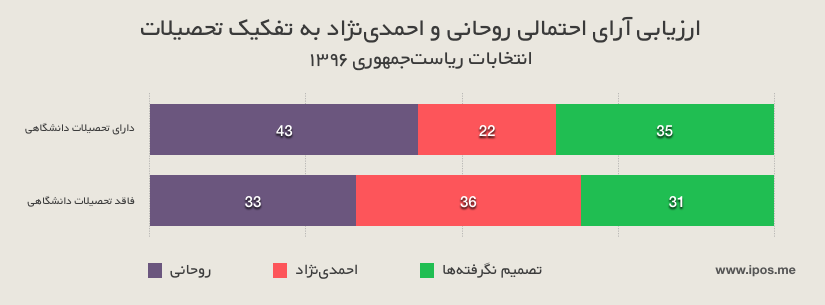 ارزیابی آرای احتمالی روحانی و احمدی‌نژاد به تفکیک تحصیلات
انتخابات ریاست‌جمهوری ۱۳۹۶
دارای تحصیلات دانشگاهی
43
22
35
فاقد تحصیلات دانشگاهی
33
36
31
روحانی
احمدی‌نژاد
تصمیم نگرفته‌ها
www.ipos.me